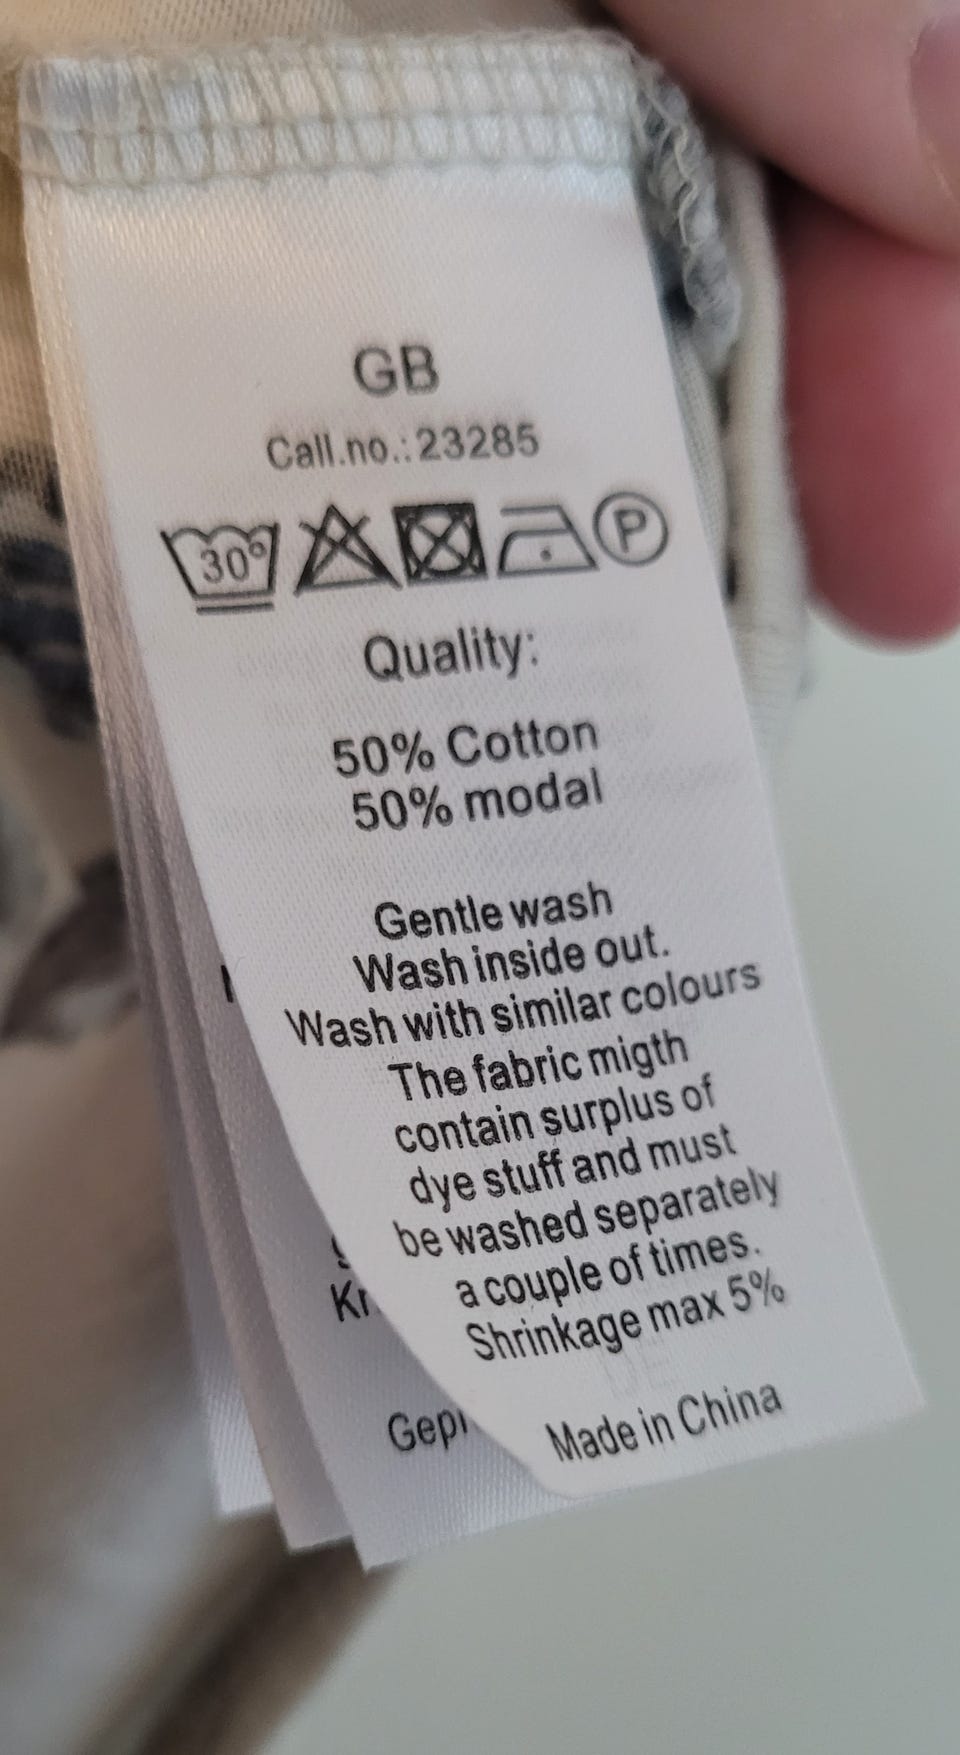 GB
Call.no.:23285
30°
P
Quality:
50% Cotton
50% modal
Gentle wash
Wash inside out.
Wash with similar colours
The fabric migth
contain surplus of
dye stuff and must
be washed separately
a couple of times.
Shrinkage max 5%
Made in China
Kr
Gepr